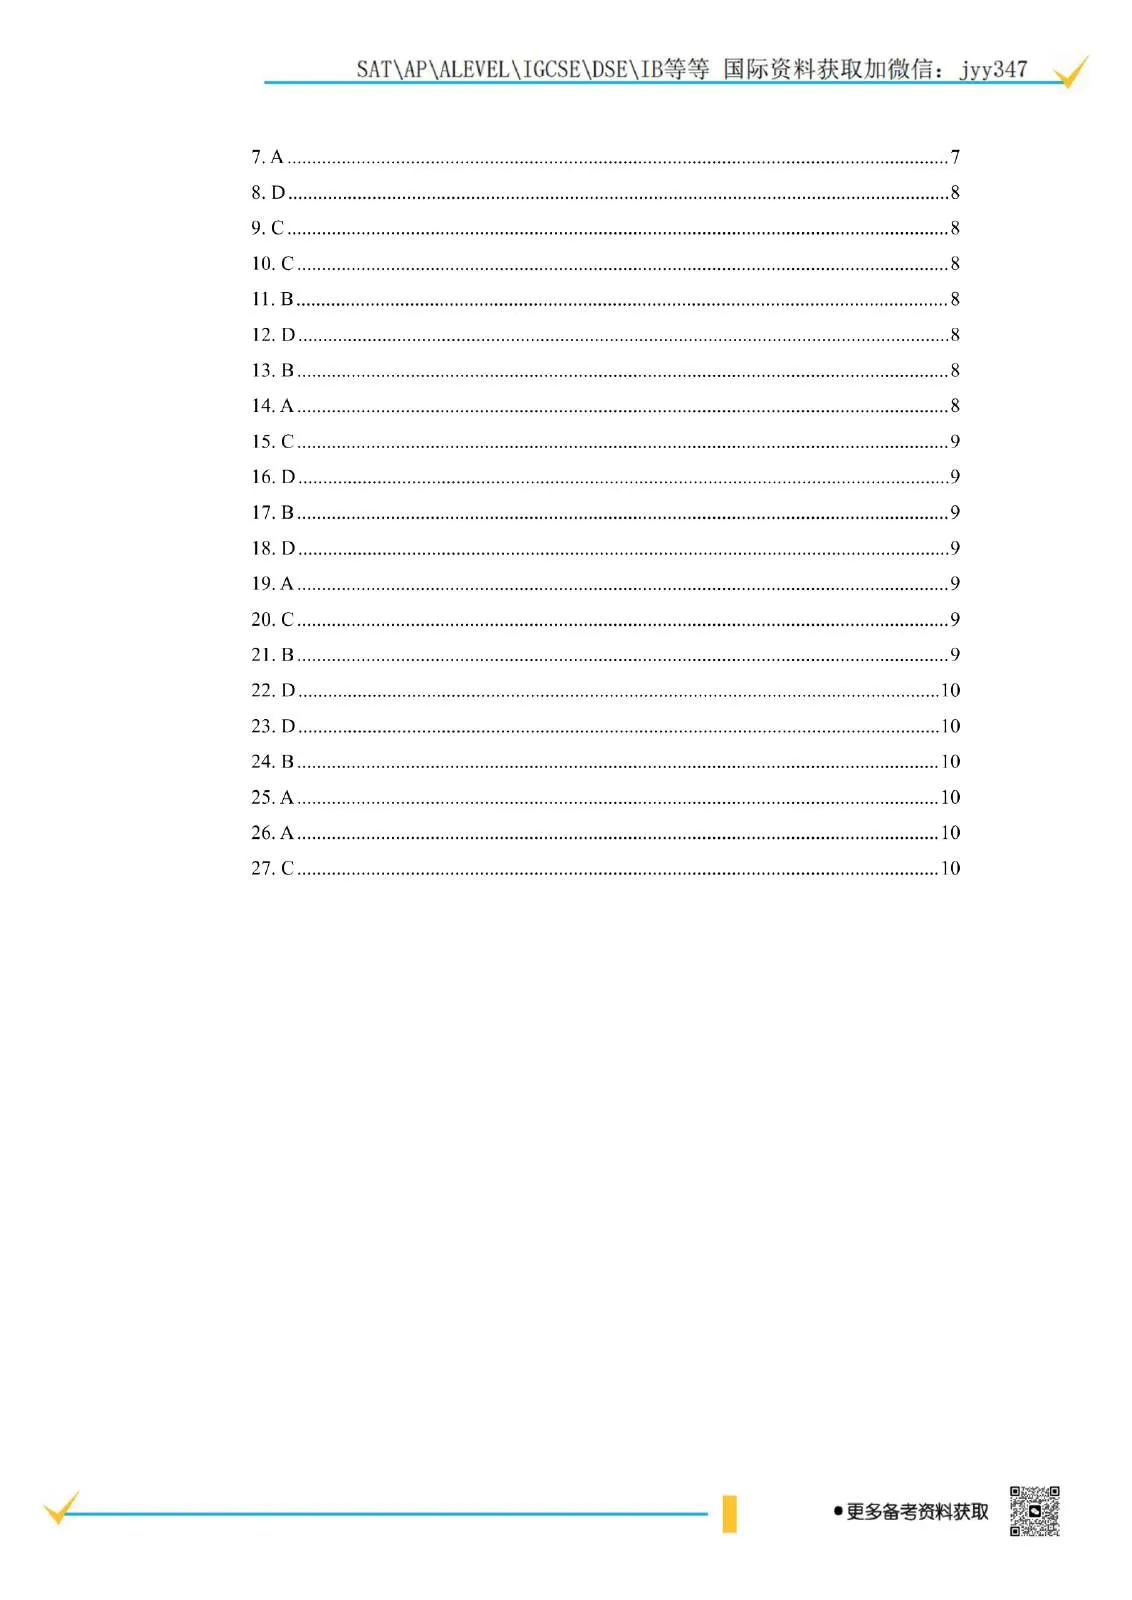 SAT\AP\ALEVEL\IGCSE\DSE\IB等等 国际资料获取加微信：jyy347
7. A 7
8. D 8
9. C 8
10. C 8
11. B 8
12. D 8
13. B 8
14. A 8
15. C 9
16. D 9
17. B 9
18. D 9
19. A 9
20. C 9
21. B 9
22. D 10
23. D 10
24. B 10
25. A 10
26. A 10
27. C 10
●更多备考资料获取